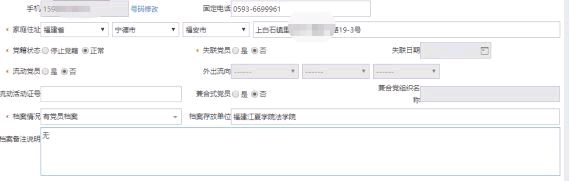 手机 159 号码修改 固定电话 0593-6699961
* 家庭住址 福建省 宁德市 福安市 上白石镇 路19-3号
* 党籍状态 停止党籍 正常 * 失联党员 是 否 失联日期
* 流动党员 是 否 外出流向 ------ ------ ------
流动活动证号 兼合式党员 是 否 兼合党组织名称
* 档案情况 有党员档案 档案存放单位 福建江夏学院法学院
档案备注说明 无